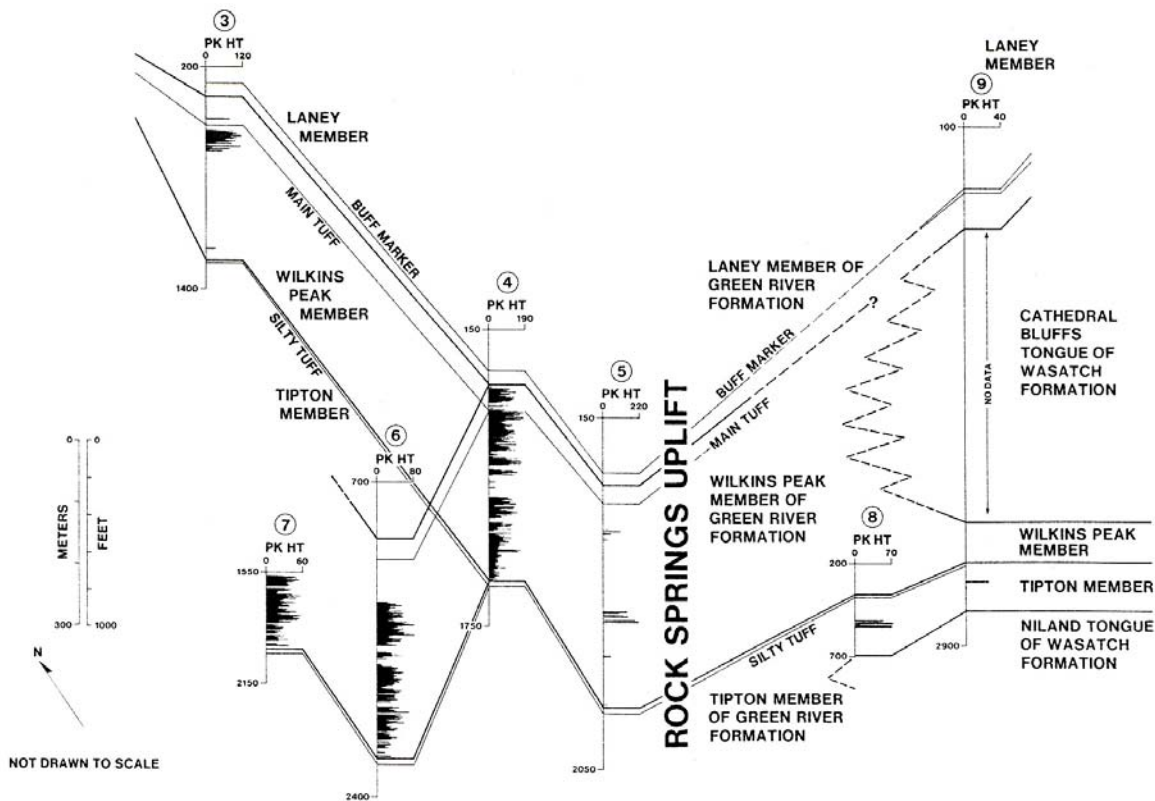 ③
PK HT
0 120
200
1400
LANEY
MEMBER
MAIN TUFF
BUFF MARKER
WILKINS
PEAK
MEMBER
SILTY TUFF
TIPTON
MEMBER
④
PK HT
0 190
150
1750
⑤
PK HT
0 220
150
2050
⑥
PK HT
0 80
700
2400
⑦
PK HT
0 60
1550
2150
ROCK SPRINGS UPLIFT
LANEY MEMBER OF
GREEN RIVER
FORMATION
BUFF MARKER
MAIN TUFF
?
WILKINS PEAK
MEMBER OF
GREEN RIVER
FORMATION
SILTY TUFF
TIPTON MEMBER
OF GREEN RIVER
FORMATION
⑧
PK HT
0 70
200
700
LANEY
MEMBER
⑨
PK HT
0 40
100
2900
NO DATA
CATHEDRAL
BLUFFS
TONGUE OF
WASATCH
FORMATION
WILKINS PEAK
MEMBER
TIPTON MEMBER
NILAND TONGUE
OF WASATCH
FORMATION
0 0
METERS
FEET
300 1000
N
NOT DRAWN TO SCALE